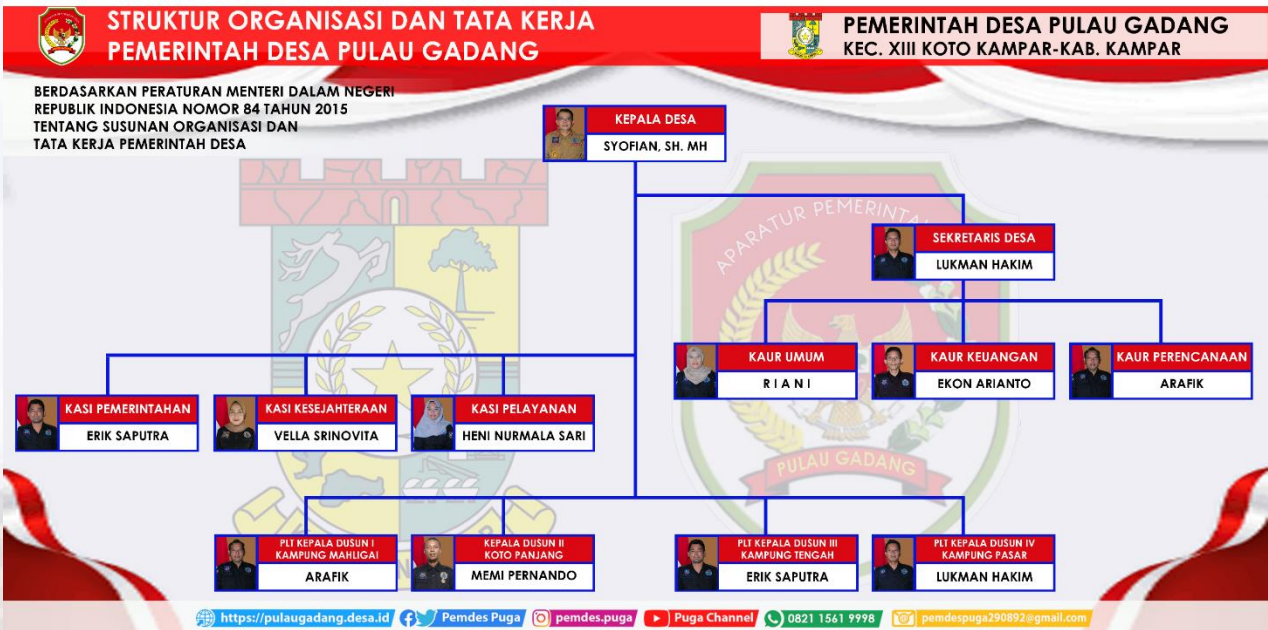 STRUKTUR ORGANISASI DAN TATA KERJA
PEMERINTAH DESA PULAU GADANG
PEMERINTAH DESA PULAU GADANG
KEC. XIII KOTO KAMPAR-KAB. KAMPAR
BERDASARKAN PERATURAN MENTERI DALAM NEGERI
REPUBLIK INDONESIA NOMOR 84 TAHUN 2015
TENTANG SUSUNAN ORGANISASI DAN
TATA KERJA PEMERINTAH DESA
KEPALA DESA
SYOFIAN, SH. MH
APARATUR PEMERINTA
SEKRETARIS DESA
LUKMAN HAKIM
KAUR UMUM
R I A N I
KAUR KEUANGAN
EKON ARIANTO
KAUR PERENCANAAN
ARAFIK
KASI PEMERINTAHAN
ERIK SAPUTRA
KASI KESEJAHTERAAN
VELLA SRINOVITA
KASI PELAYANAN
HENI NURMALA SARI
PULAU GADANG
PLT KEPALA DUSUN I
KAMPUNG MAHLIGAI
ARAFIK
KEPALA DUSUN II
KOTO PANJANG
MEMI PERNANDO
PLT KEPALA DUSUN III
KAMPUNG TENGAH
ERIK SAPUTRA
PLT KEPALA DUSUN IV
KAMPUNG PASAR
LUKMAN HAKIM
https://pulaugadang.desa.id
Pemdes Puga
pemdes.puga
Puga Channel
0821 1561 9998
pemdespuga290892@gmail.com